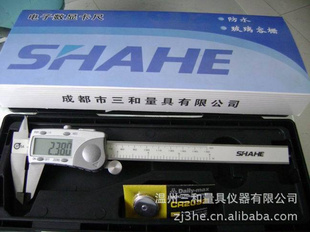 电子数显卡尺
防水
玻璃容栅
SHAHE
成都市三和量具有限公司
SHAHE
Daily-max
温州三和量具仪器有限公司
zj3he.cn.alibaba.com